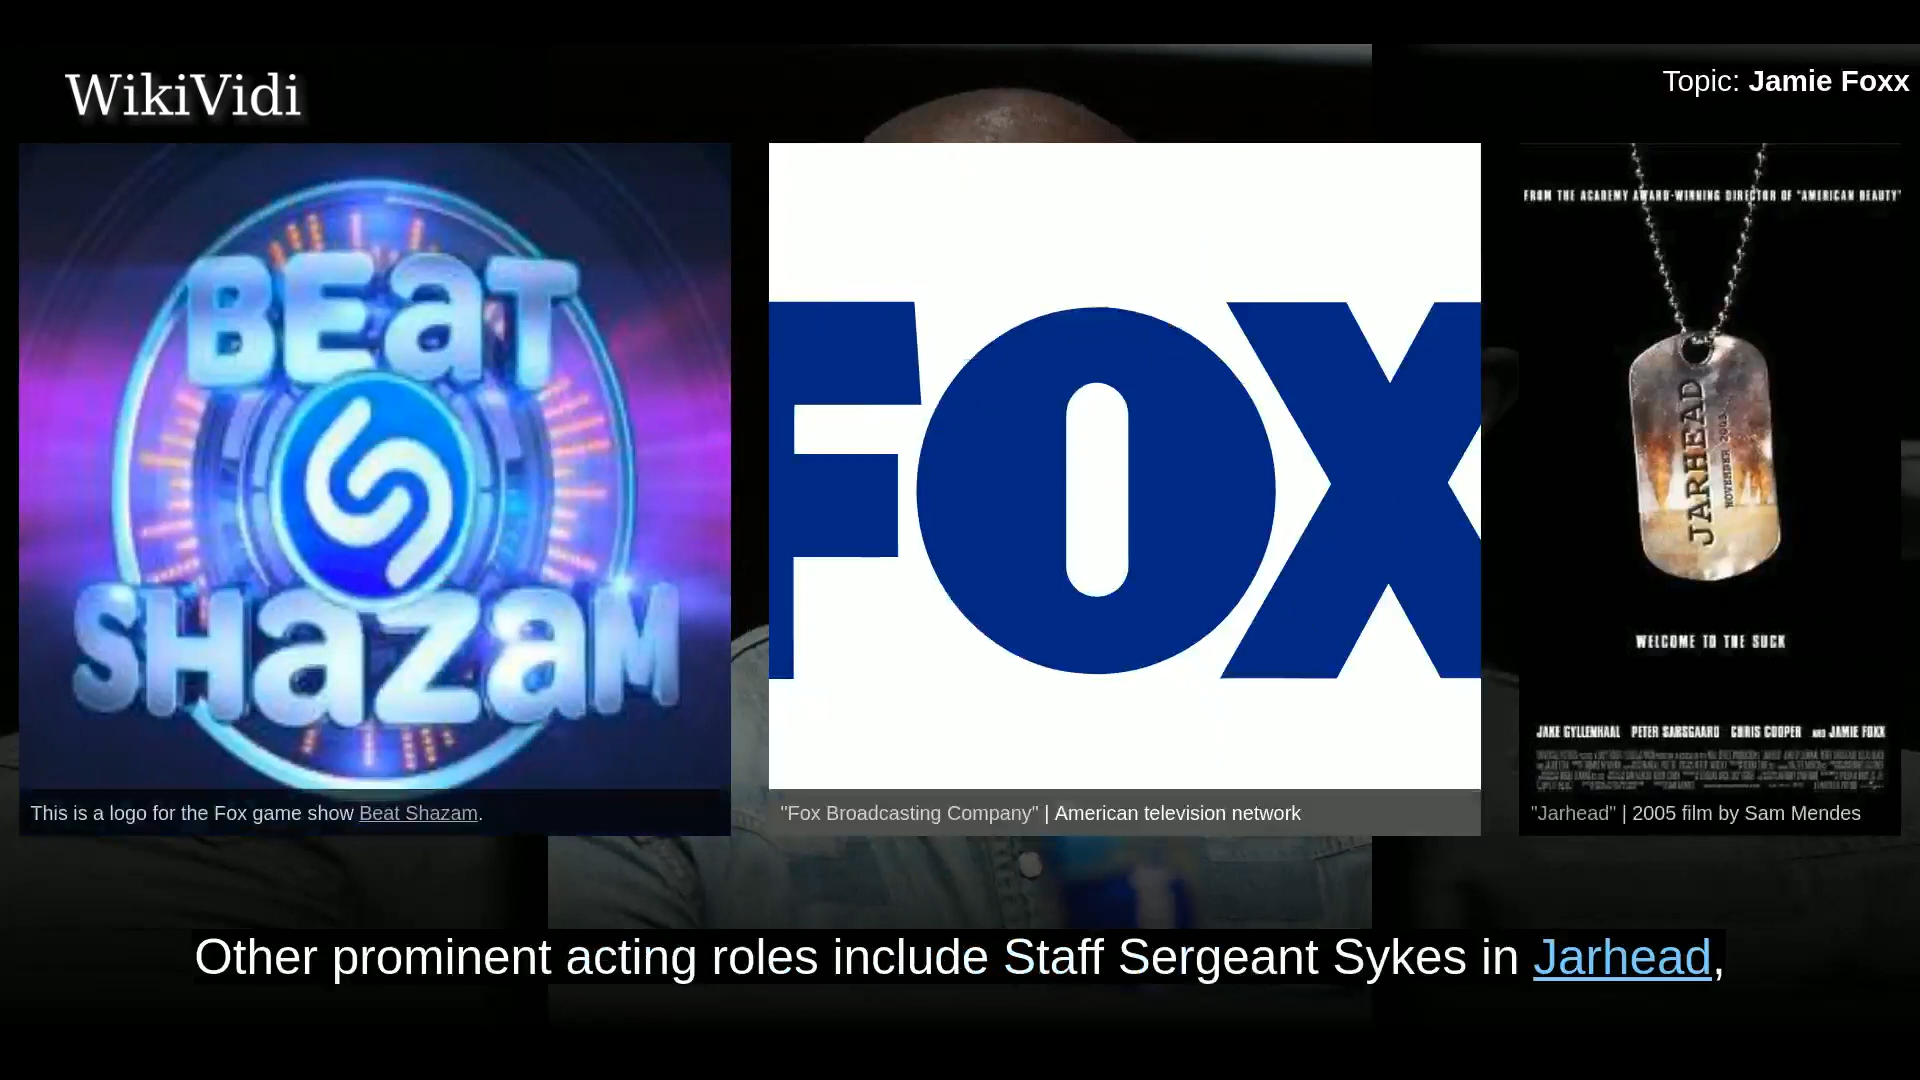 WikiVidi
Topic: Jamie Foxx
BEAT
SHAZAM
This is a logo for the Fox game show Beat Shazam.
FOX
"Fox Broadcasting Company" | American television network
FROM THE ACADEMY AWARD-WINNING DIRECTOR OF "AMERICAN BEAUTY"
JARHEAD
NOVEMBER 2005
WELCOME TO THE SUCK
JAKE GYLLENHAAL PETER SARSGAARD CHRIS COOPER AND JAMIE FOXX
"Jarhead" | 2005 film by Sam Mendes
Other prominent acting roles include Staff Sergeant Sykes in Jarhead,